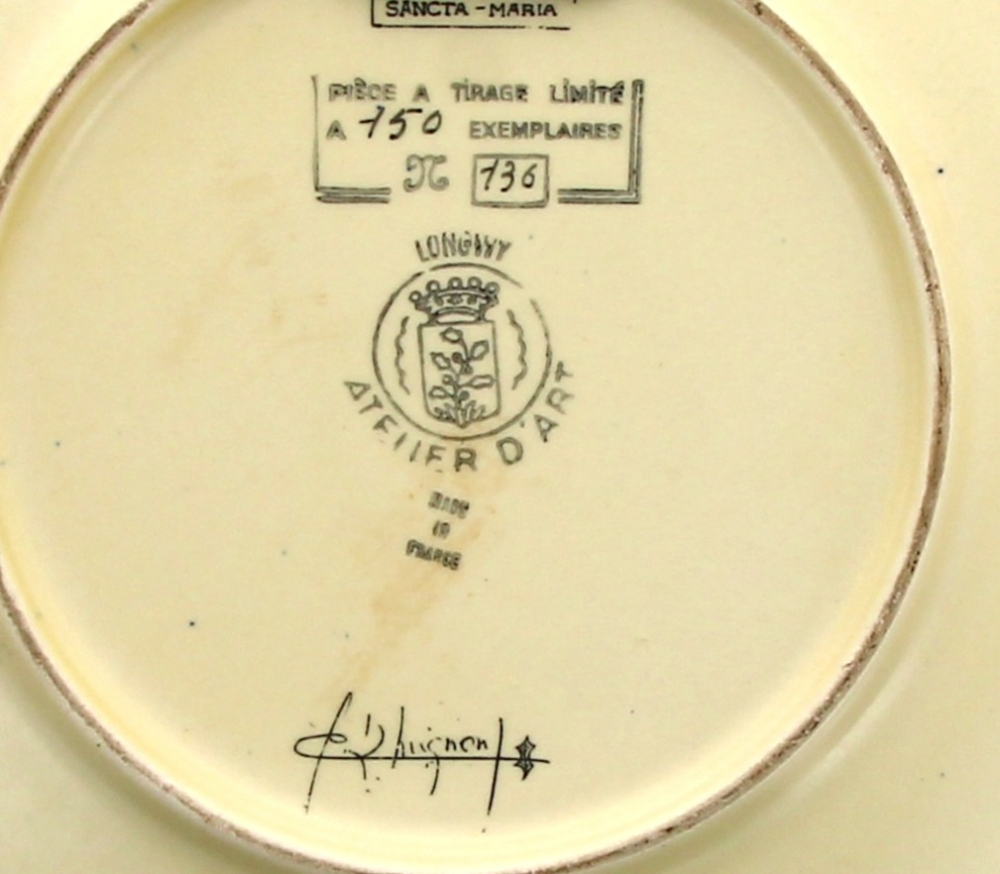 SANCTA-MARIA
PIÈCE A TIRAGE LIMITÉ
A 150 EXEMPLAIRES
N 136
LONGWY
ATELIER D'ART
MADE
IN
FRANCE